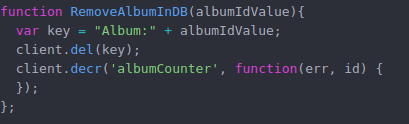 function RemoveAlbumInDB(albumIdValue){
  var key = "Album:" + albumIdValue;
  client.del(key);
  client.decr('albumCounter', function(err, id) {
  });
};